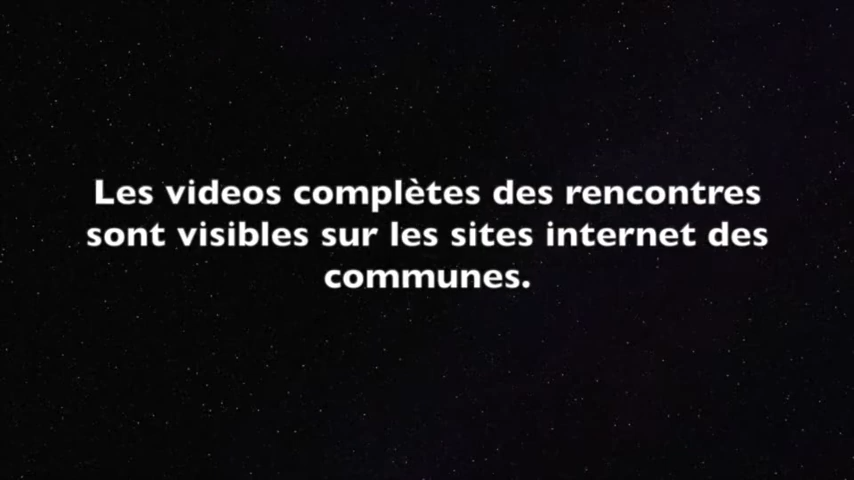 Les videos complètes des rencontres
sont visibles sur les sites internet des
communes.